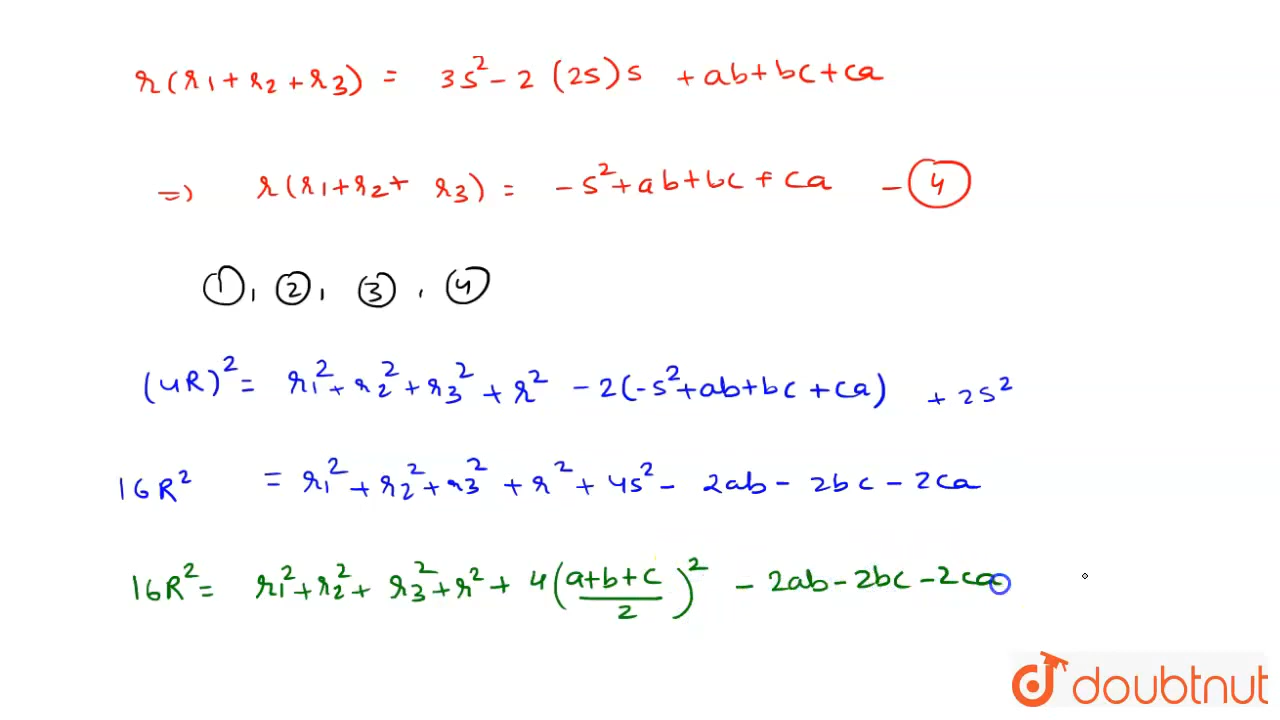 r(r₁+r₂+r₃) = 3s²-2(2s)s +ab+bc+ca
=> r(r₁+r₂+r₃) = -s²+ab+bc+ca - ④
①, ②, ③, ④
(4R)² = r₁²+r₂²+r₃²+r² -2(-s²+ab+bc+ca) +2s²
16R² = r₁²+r₂²+r₃²+r²+4s²-2ab-2bc-2ca
16R² = r₁²+r₂²+r₃²+r²+4((a+b+c)/2)² -2ab-2bc-2ca
doubtnut